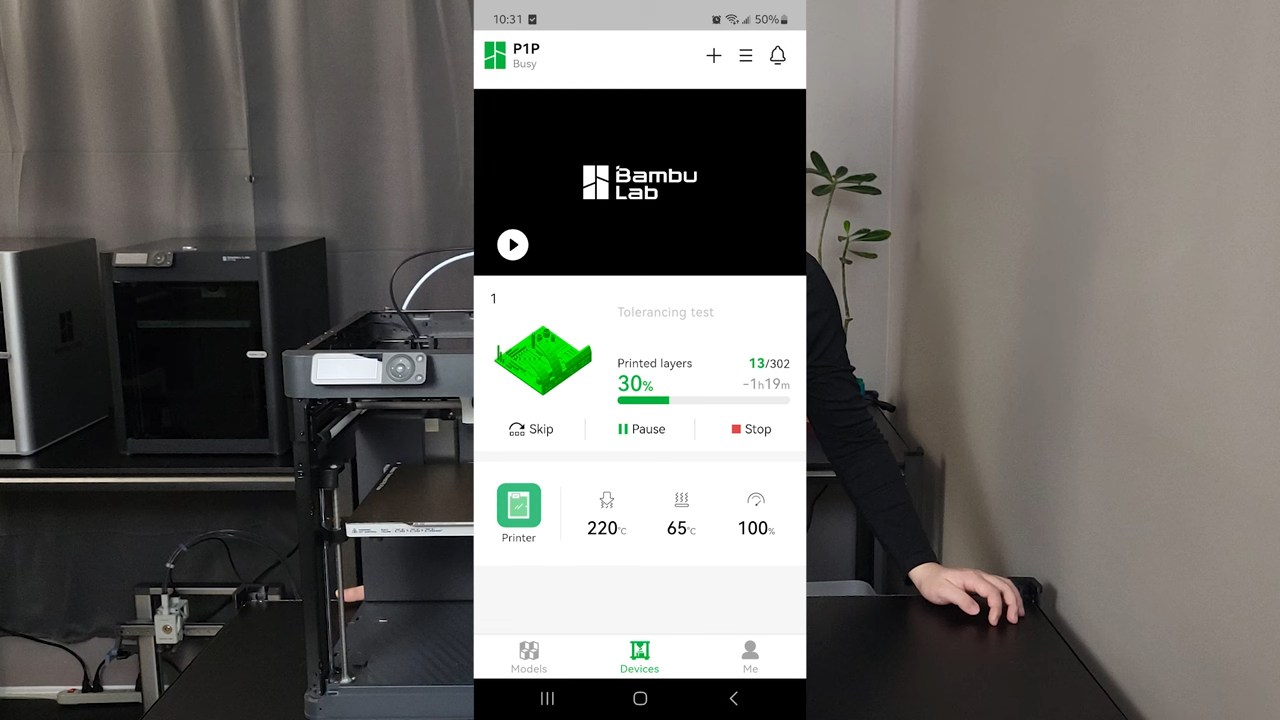 10:31
50%
P1P
Busy
Bambu
Lab
1
Tolerancing test
Printed layers
13/302
30%
-1h19m
Skip
Pause
Stop
Printer
220°C
65°C
100%
Models
Devices
Me